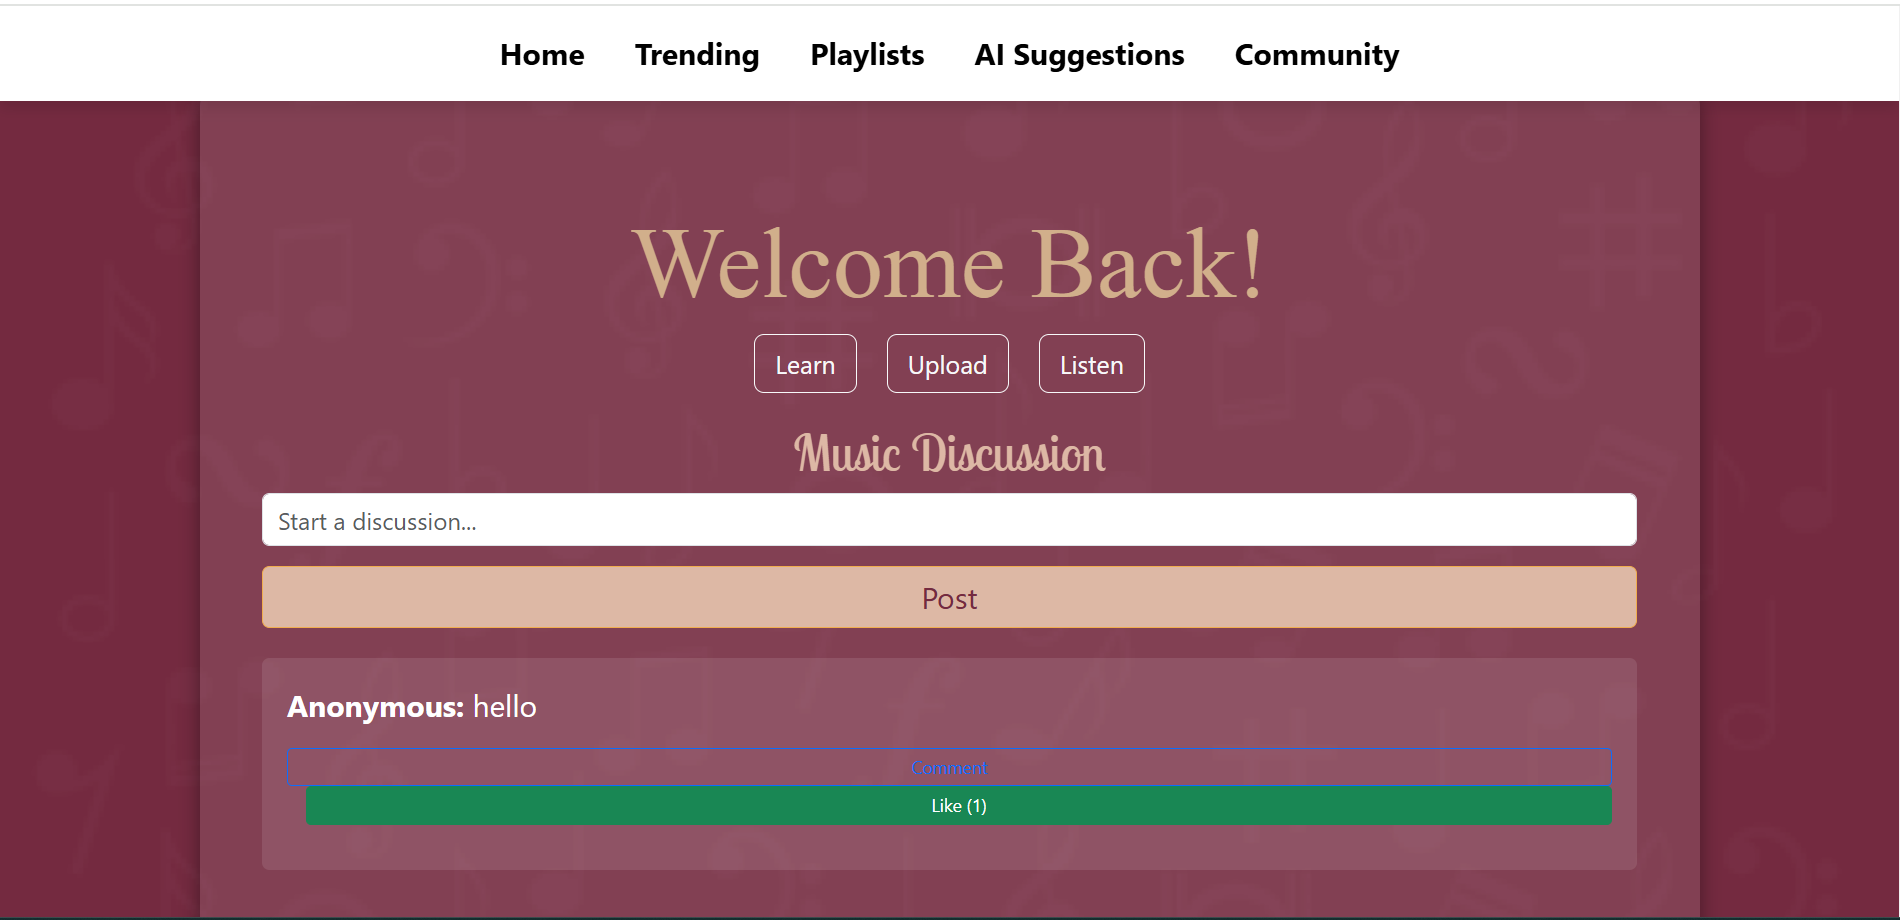 Home Trending Playlists AI Suggestions Community
Welcome Back!
Learn Upload Listen
Music Discussion
Start a discussion...
Post
Anonymous: hello
Comment
Like (1)